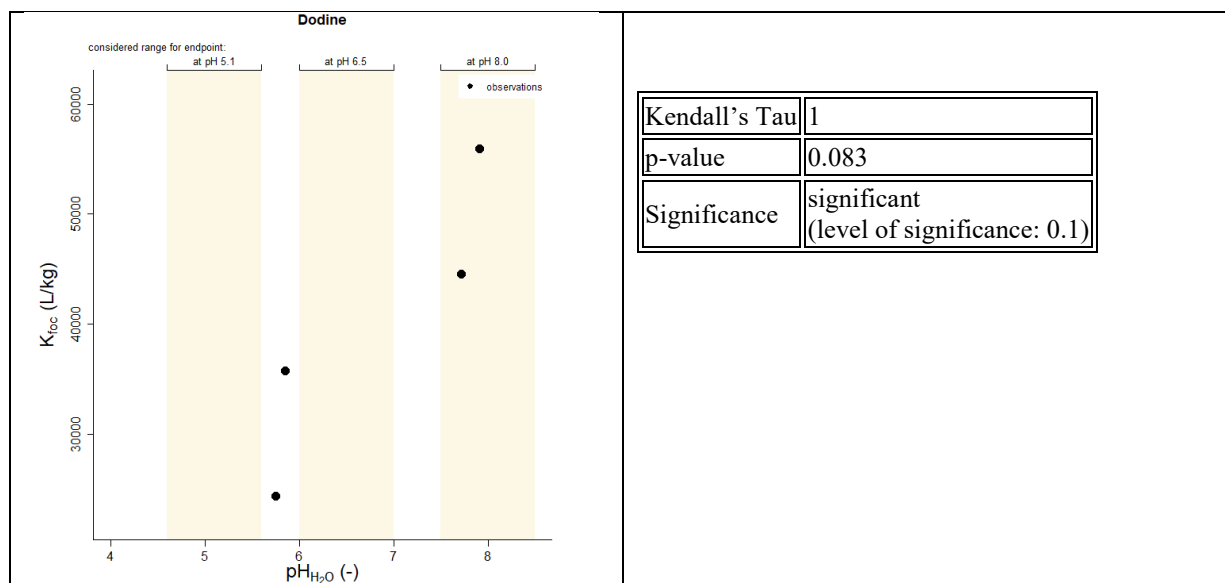 Dodine
considered range for endpoint:
at pH 5.1 at pH 6.5 at pH 8.0
observations
60000
50000
40000
30000
K_foc (L/kg)
4 5 6 7 8
pH_H₂O (-)
Kendall’s Tau 1
p-value 0.083
Significance significant
(level of significance: 0.1)